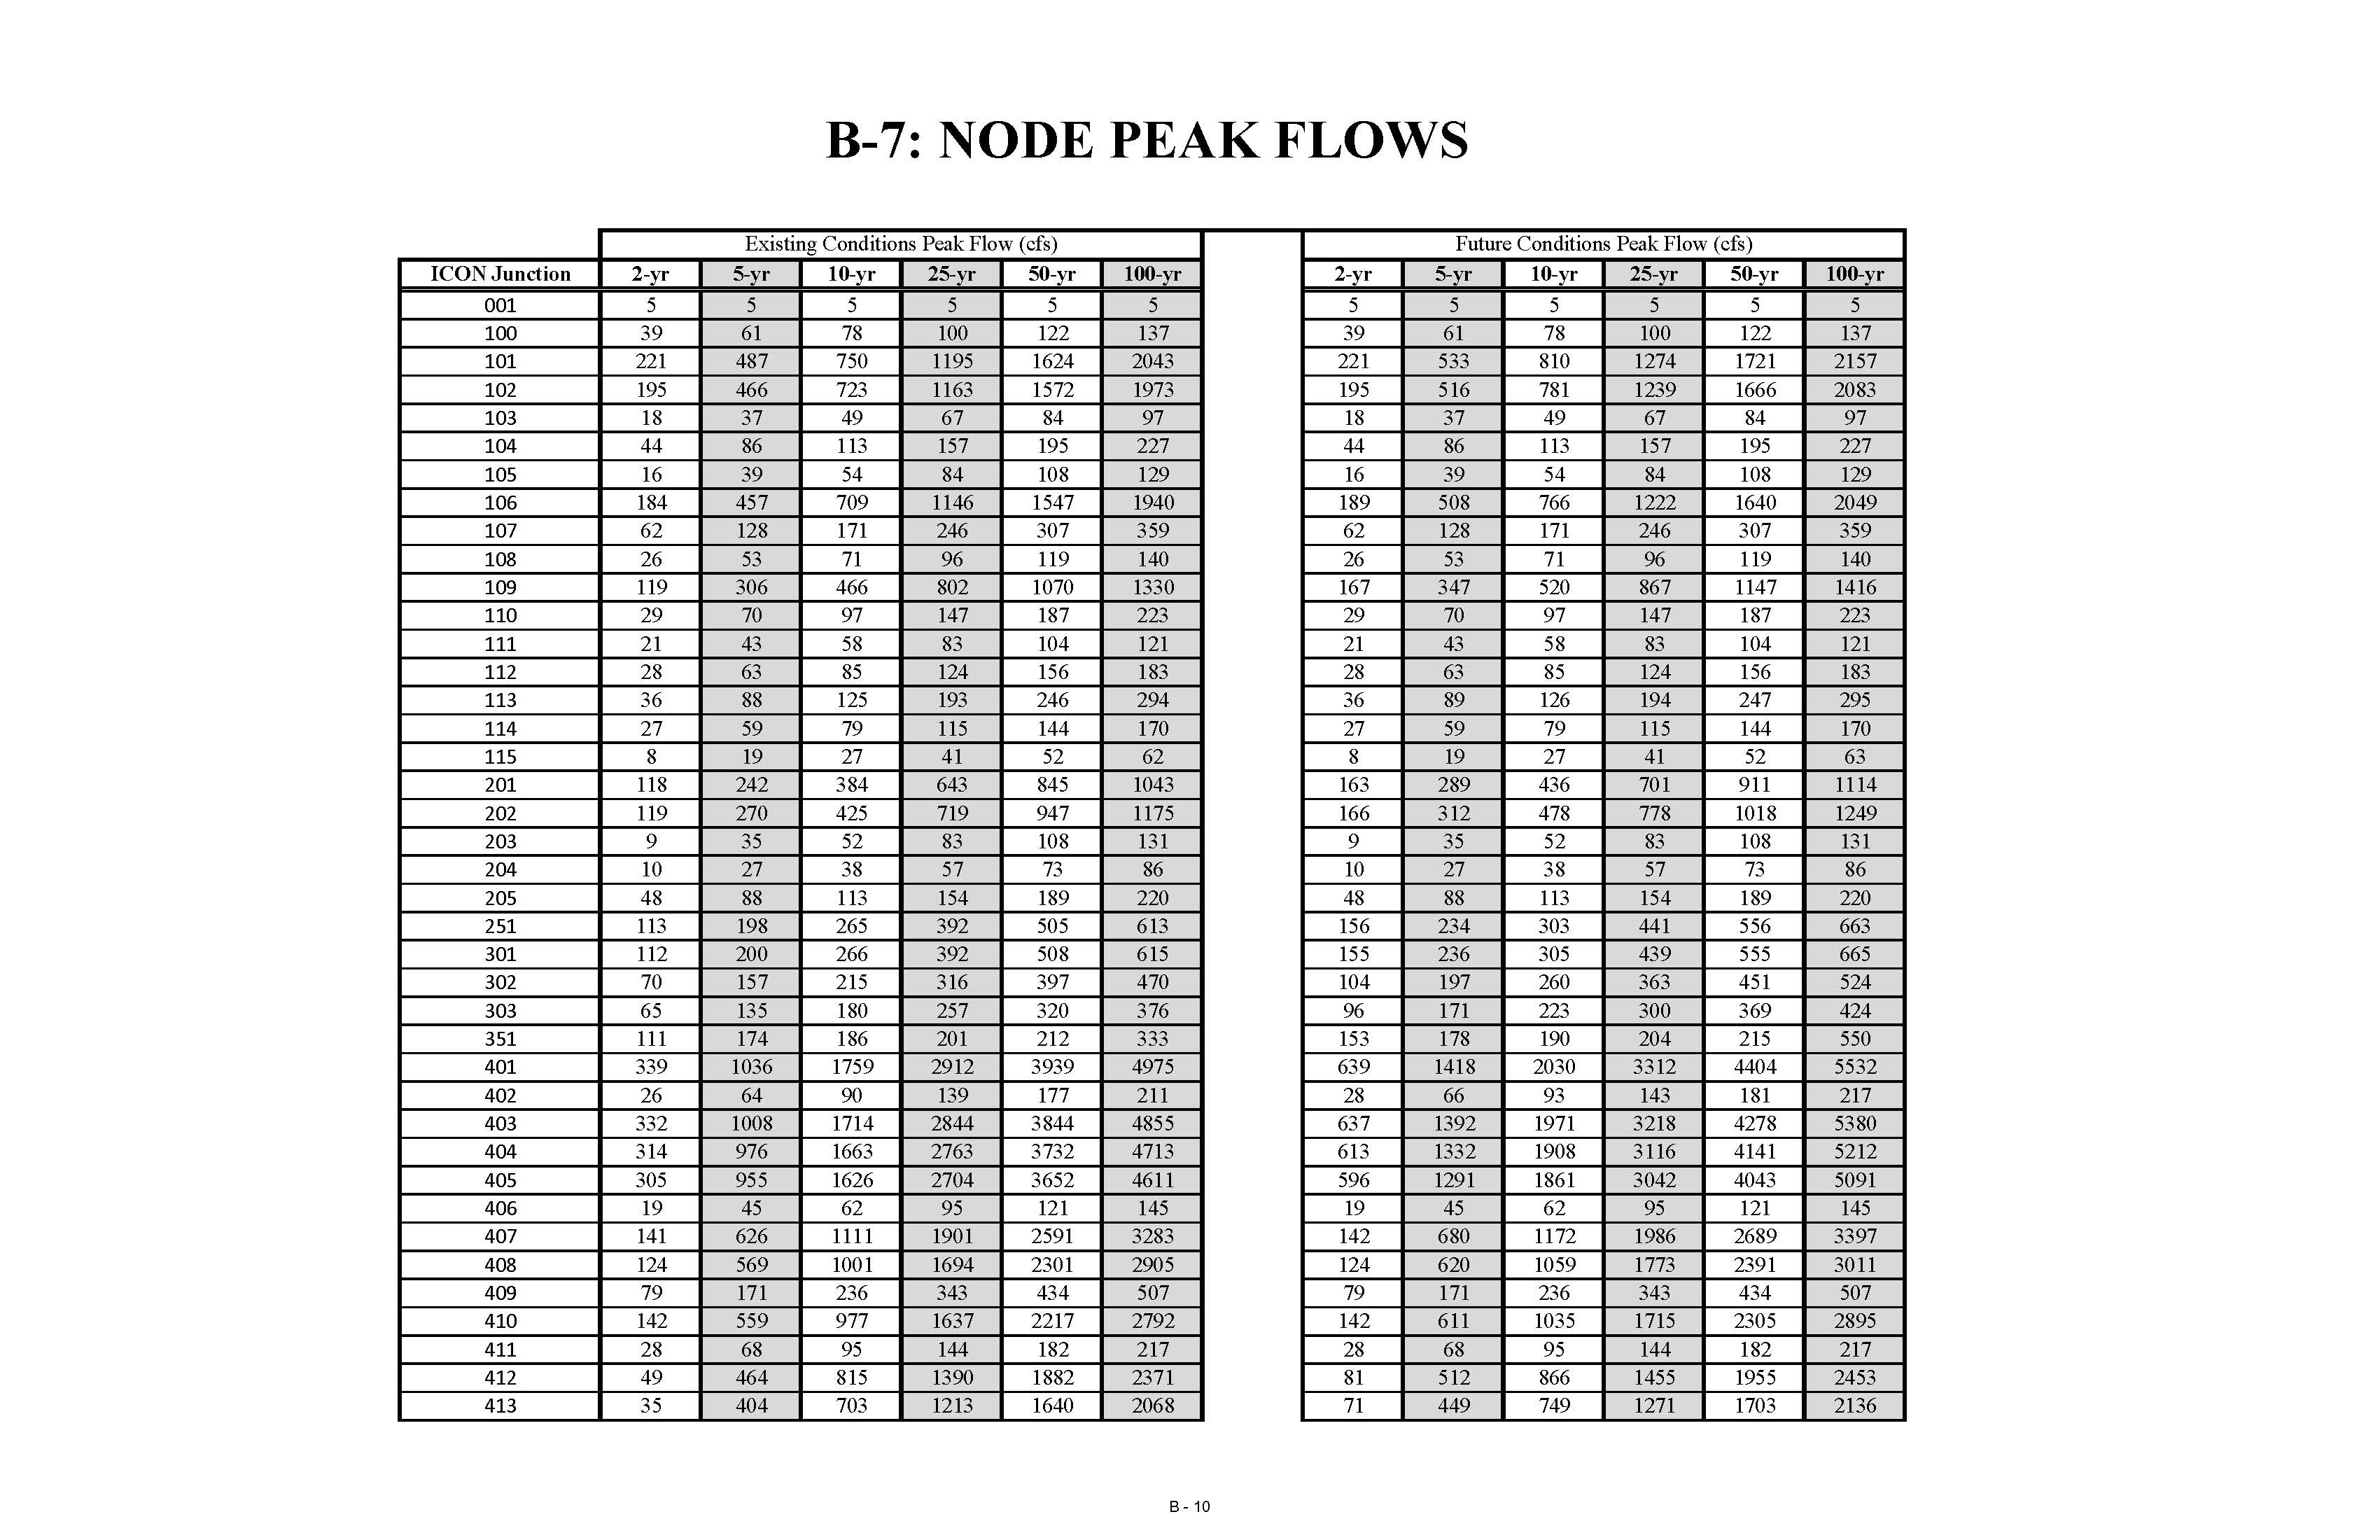 B-7: NODE PEAK FLOWS
Existing Conditions Peak Flow (cfs) Future Conditions Peak Flow (cfs)
ICON Junction 2-yr 5-yr 10-yr 25-yr 50-yr 100-yr 2-yr 5-yr 10-yr 25-yr 50-yr 100-yr
001 5 5 5 5 5 5 5 5 5 5 5 5
100 39 61 78 100 122 137 39 61 78 100 122 137
101 221 487 750 1195 1624 2043 221 533 810 1274 1721 2157
102 195 466 723 1163 1572 1973 195 516 781 1239 1666 2083
103 18 37 49 67 84 97 18 37 49 67 84 97
104 44 86 113 157 195 227 44 86 113 157 195 227
105 16 39 54 84 108 129 16 39 54 84 108 129
106 184 457 709 1146 1547 1940 189 508 766 1222 1640 2049
107 62 128 171 246 307 359 62 128 171 246 307 359
108 26 53 71 96 119 140 26 53 71 96 119 140
109 119 306 466 802 1070 1330 167 347 520 867 1147 1416
110 29 70 97 147 187 223 29 70 97 147 187 223
111 21 43 58 83 104 121 21 43 58 83 104 121
112 28 63 85 124 156 183 28 63 85 124 156 183
113 36 88 125 193 246 294 36 89 126 194 247 295
114 27 59 79 115 144 170 27 59 79 115 144 170
115 8 19 27 41 52 62 8 19 27 41 52 63
201 118 242 384 643 845 1043 163 289 436 701 911 1114
202 119 270 425 719 947 1175 166 312 478 778 1018 1249
203 9 35 52 83 108 131 9 35 52 83 108 131
204 10 27 38 57 73 86 10 27 38 57 73 86
205 48 88 113 154 189 220 48 88 113 154 189 220
251 113 198 265 392 505 613 156 234 303 441 556 663
301 112 200 266 392 508 615 155 236 305 439 555 665
302 70 157 215 316 397 470 104 197 260 363 451 524
303 65 135 180 257 320 376 96 171 223 300 369 424
351 111 174 186 201 212 333 153 178 190 204 215 550
401 339 1036 1759 2912 3939 4975 639 1418 2030 3312 4404 5532
402 26 64 90 139 177 211 28 66 93 143 181 217
403 332 1008 1714 2844 3844 4855 637 1392 1971 3218 4278 5380
404 314 976 1663 2763 3732 4713 613 1332 1908 3116 4141 5212
405 305 955 1626 2704 3652 4611 596 1291 1861 3042 4043 5091
406 19 45 62 95 121 145 19 45 62 95 121 145
407 141 626 1111 1901 2591 3283 142 680 1172 1986 2689 3397
408 124 569 1001 1694 2301 2905 124 620 1059 1773 2391 3011
409 79 171 236 343 434 507 79 171 236 343 434 507
410 142 559 977 1637 2217 2792 142 611 1035 1715 2305 2895
411 28 68 95 144 182 217 28 68 95 144 182 217
412 49 464 815 1390 1882 2371 81 512 866 1455 1955 2453
413 35 404 703 1213 1640 2068 71 449 749 1271 1703 2136
B - 10